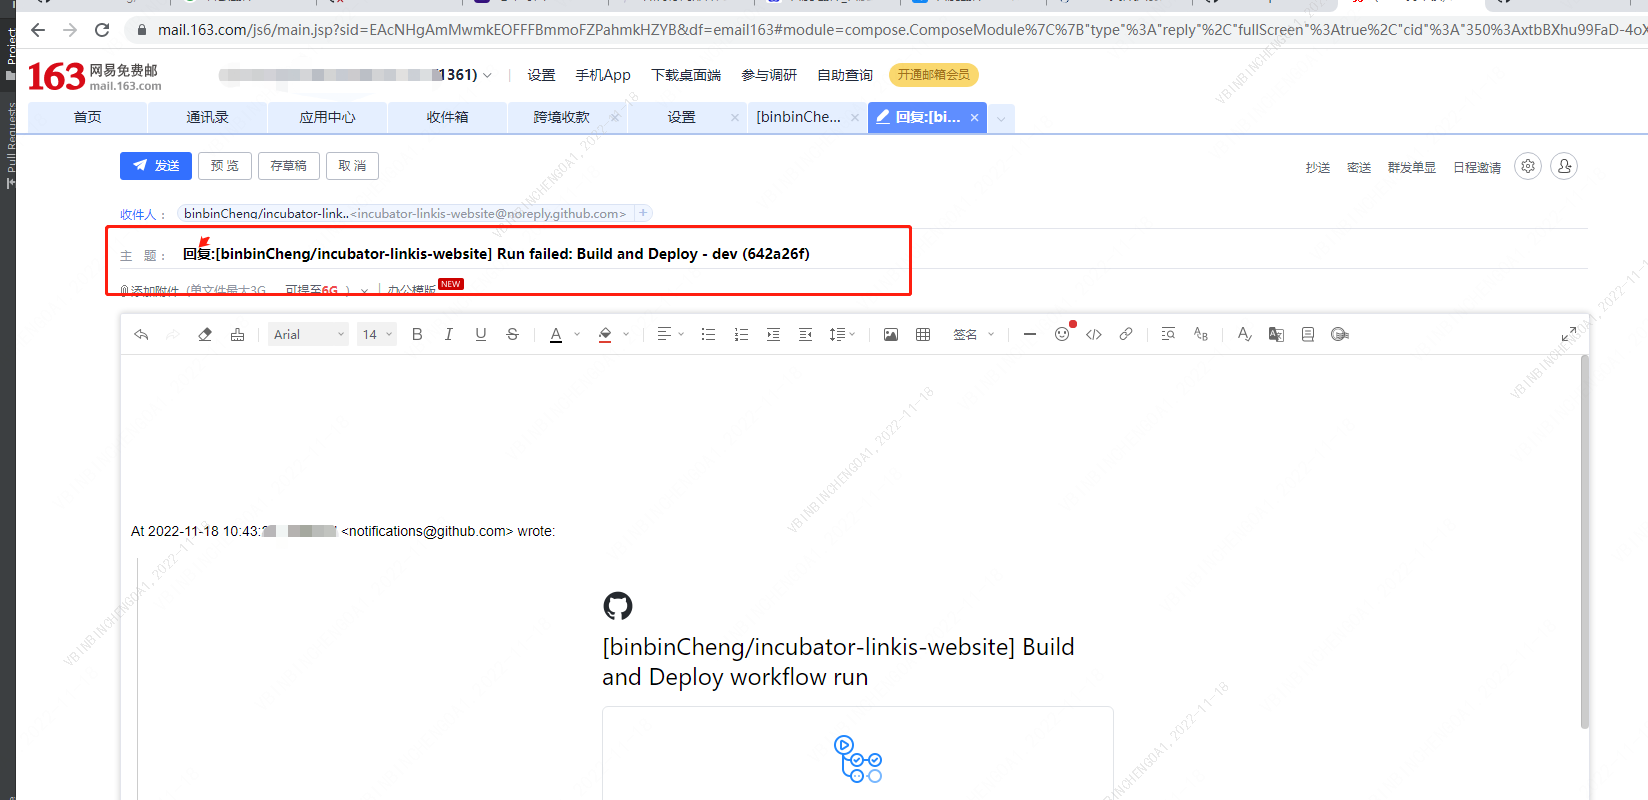 Project
Pull Requests
mail.163.com/js6/main.jsp?sid=EAcNHgAmMwmkEOFFFBmmoFZPahmkHZYB&df=email163#module=compose.ComposeModule%7C%7B"type"%3A"reply"%2C"fullScreen"%3Atrue%2C"cid"%3A"350%3AxtbBXhu99FaD-4oX
163 网易免费邮
mail.163.com
1361)
设置 手机App 下载桌面端 参与调研 自助查询 开通邮箱会员
首页 通讯录 应用中心 收件箱 跨境收款 设置 [binbinChe... 回复:[bi...
发送 预 览 存草稿 取 消
抄送 密送 群发单显 日程邀请
收件人： binbinCheng/incubator-link..<incubator-linkis-website@noreply.github.com>
主 题： 回复:[binbinCheng/incubator-linkis-website] Run failed: Build and Deploy - dev (642a26f)
添加附件 (单文件最大3G 可提至6G ) 办公模版 NEW
Arial 14 B I U S A 签名
At 2022-11-18 10:43: <notifications@github.com> wrote:
[binbinCheng/incubator-linkis-website] Build
and Deploy workflow run
VBINBINCHENGOA1,2022-11-18